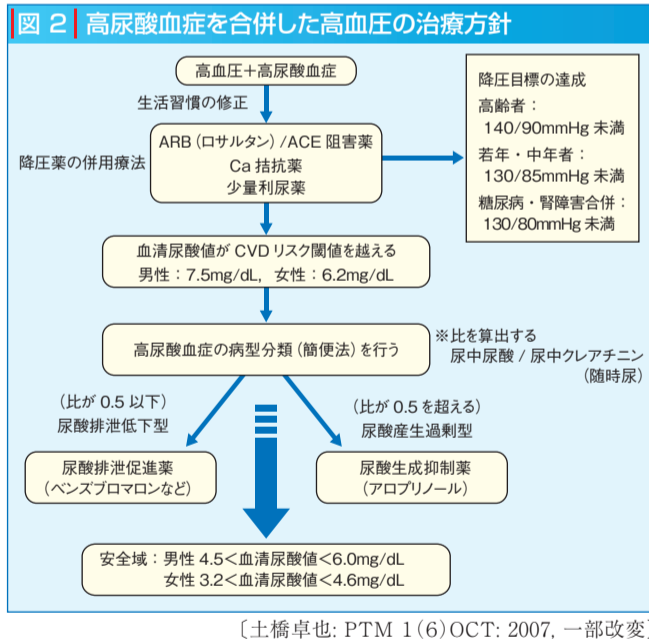 図 2 高尿酸血症を合併した高血圧の治療方針
高血圧＋高尿酸血症
生活習慣の修正
降圧薬の併用療法
ARB（ロサルタン）/ACE 阻害薬
Ca 拮抗薬
少量利尿薬
降圧目標の達成
高齢者：
140/90mmHg 未満
若年・中年者：
130/85mmHg 未満
糖尿病・腎障害合併：
130/80mmHg 未満
血清尿酸値が CVD リスク閾値を越える
男性：7.5mg/dL，女性：6.2mg/dL
高尿酸血症の病型分類（簡便法）を行う
※比を算出する
尿中尿酸 / 尿中クレアチニン
（随時尿）
（比が 0.5 以下）
尿酸排泄低下型
（比が 0.5 を超える）
尿酸産生過剰型
尿酸排泄促進薬
（ベンズブロマロンなど）
尿酸生成抑制薬
（アロプリノール）
安全域：男性 4.5＜血清尿酸値＜6.0mg/dL
女性 3.2＜血清尿酸値＜4.6mg/dL
〔土橋卓也: PTM 1（6）OCT: 2007, 一部改変〕